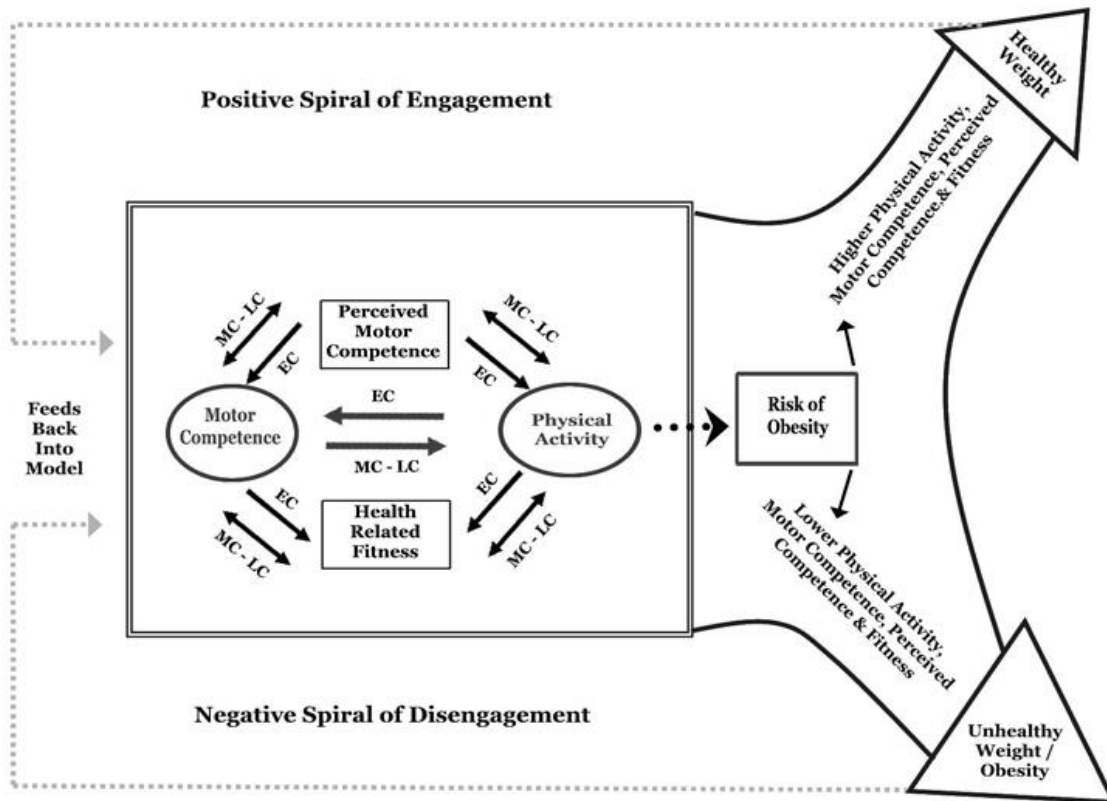 Positive Spiral of Engagement
Healthy
Weight
Higher Physical Activity,
Motor Competence, Perceived
Competence,& Fitness
MC - LC
EC
Perceived
Motor
Competence
MC - LC
EC
Feeds
Back
Into
Model
Motor
Competence
EC
MC - LC
Physical
Activity
Risk of
Obesity
EC
MC - LC
Health
Related
Fitness
EC
MC - LC
Lower Physical Activity,
Motor Competence, Perceived
Competence & Fitness
Negative Spiral of Disengagement
Unhealthy
Weight /
Obesity